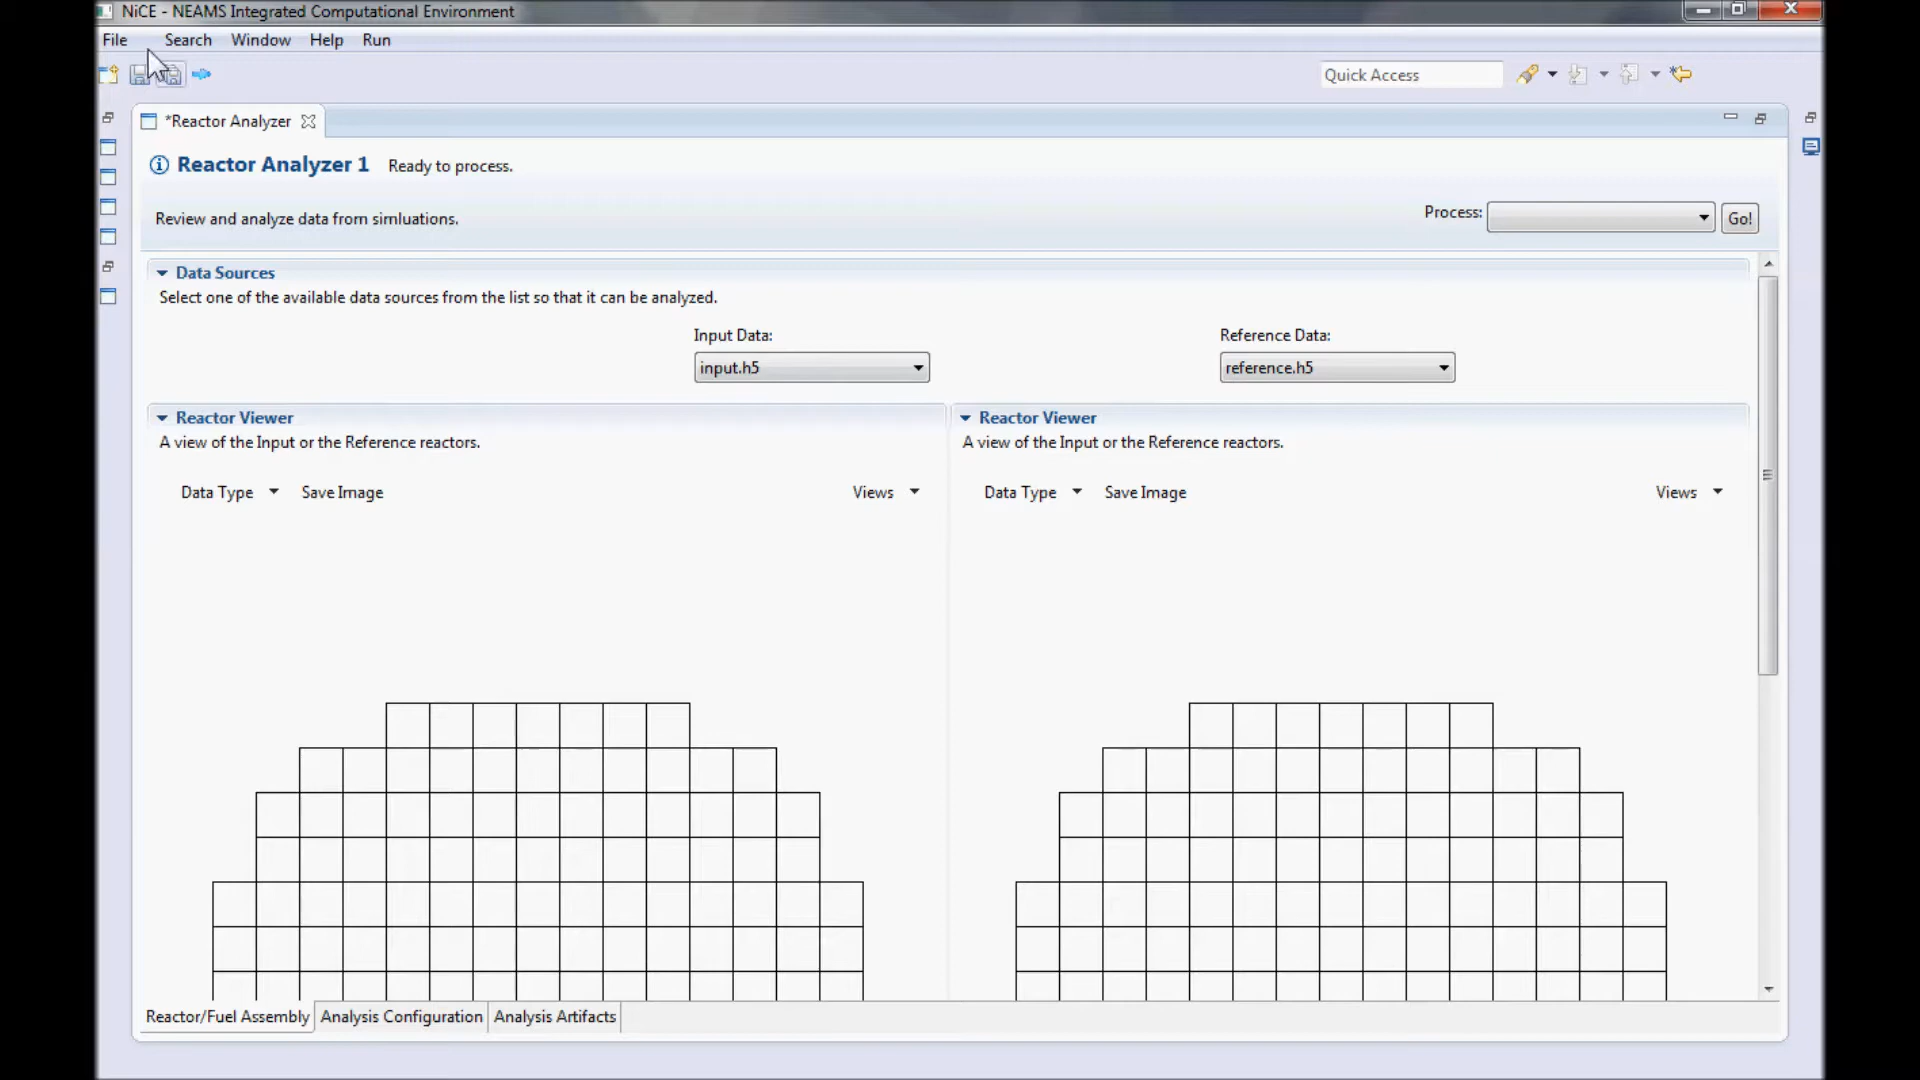 NiCE - NEAMS Integrated Computational Environment
File Search Window Help Run
Quick Access
*Reactor Analyzer
Reactor Analyzer 1 Ready to process.
Review and analyze data from simluations.
Process: Go!
Data Sources
Select one of the available data sources from the list so that it can be analyzed.
Input Data: Reference Data:
input.h5 reference.h5
Reactor Viewer Reactor Viewer
A view of the Input or the Reference reactors. A view of the Input or the Reference reactors.
Data Type Save Image Views Data Type Save Image Views
Reactor/Fuel Assembly Analysis Configuration Analysis Artifacts